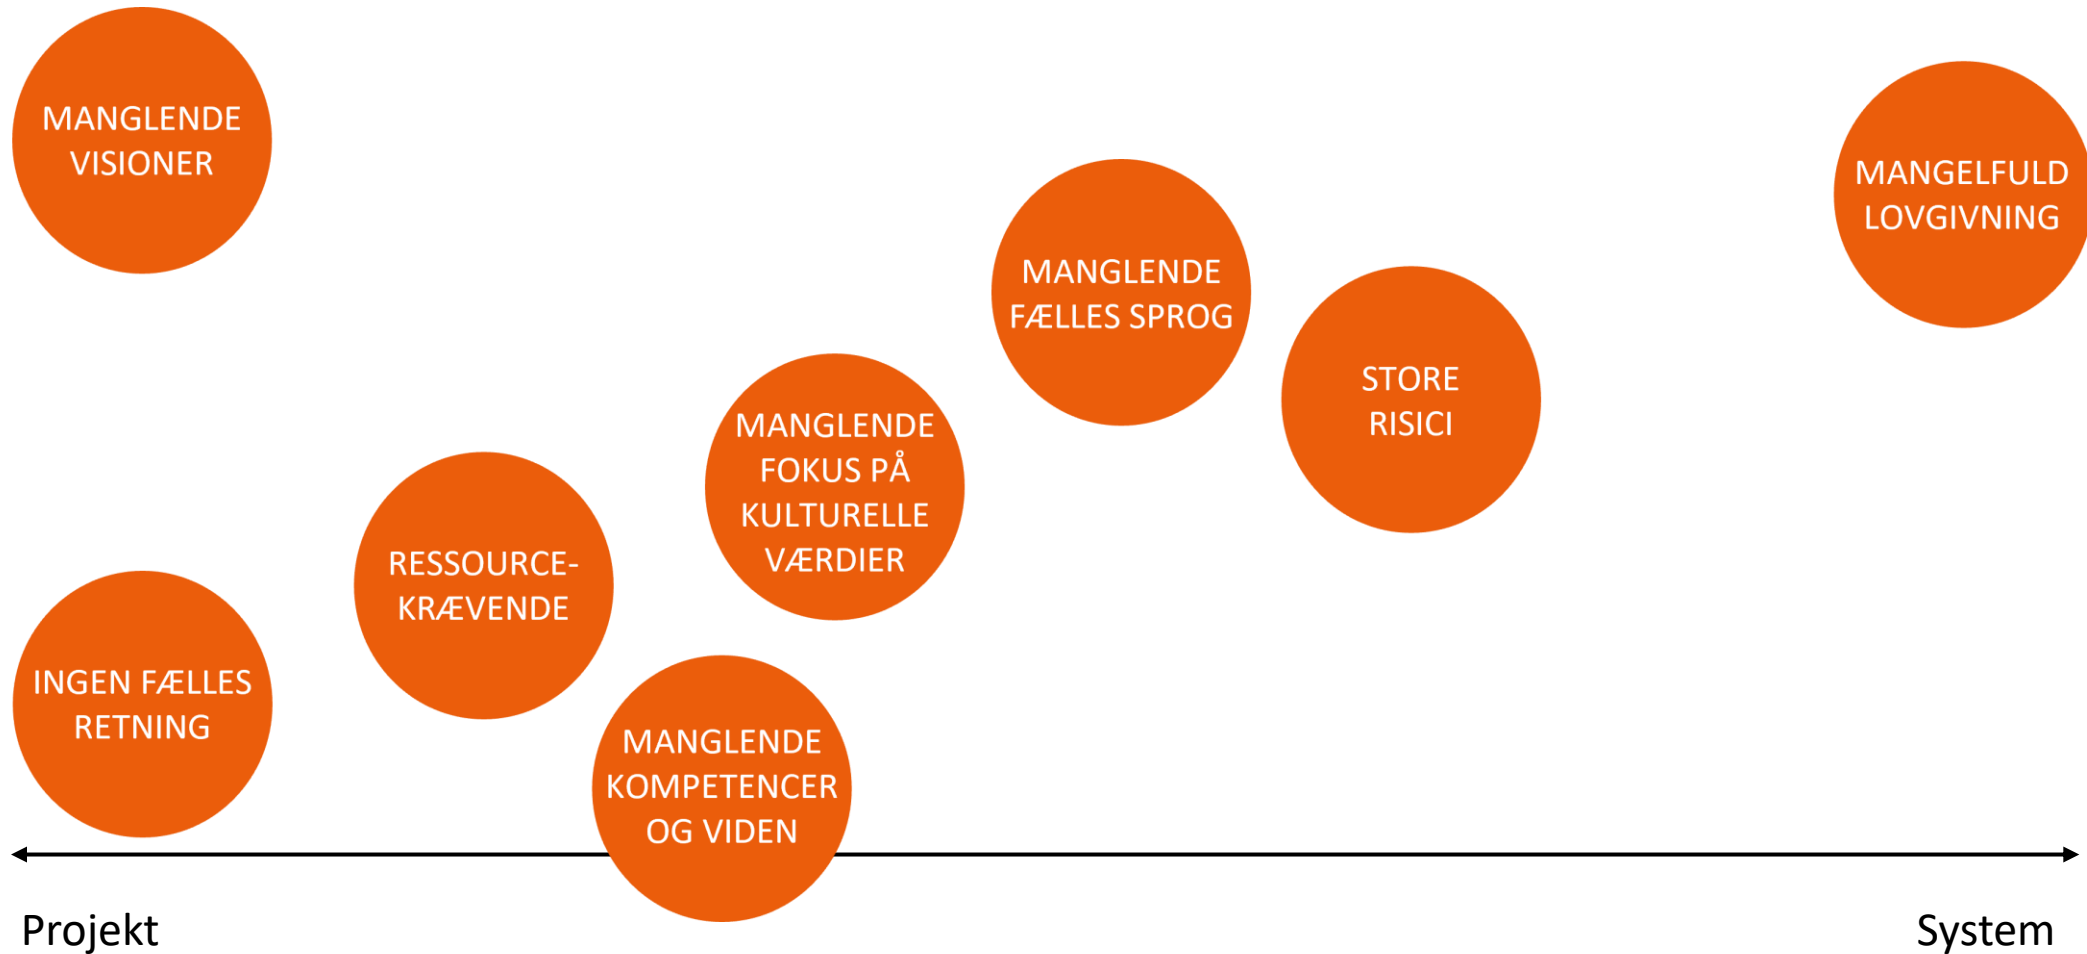 MANGLENDE
VISIONER
MANGELFULD
LOVGIVNING
MANGLENDE
FÆLLES SPROG
STORE
RISICI
MANGLENDE
FOKUS PÅ
KULTURELLE
VÆRDIER
RESSOURCE-
KRÆVENDE
INGEN FÆLLES
RETNING
MANGLENDE
KOMPETENCER
OG VIDEN
Projekt
System